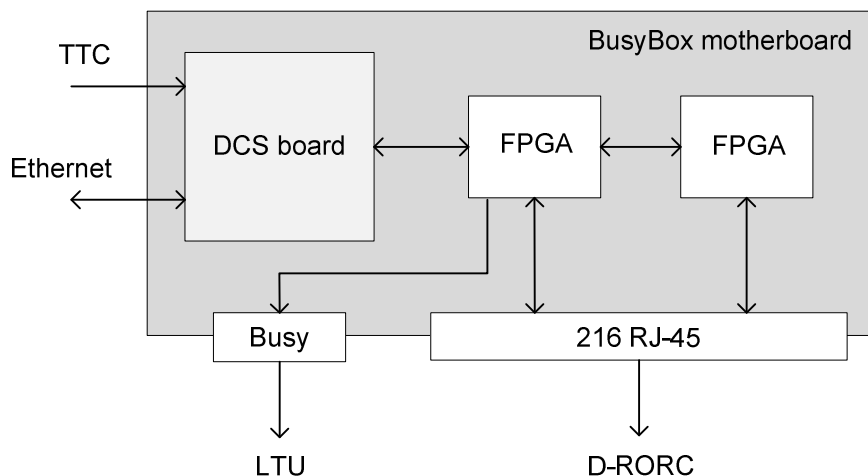 BusyBox motherboard
TTC
Ethernet
DCS board
FPGA
FPGA
Busy
216 RJ-45
LTU
D-RORC